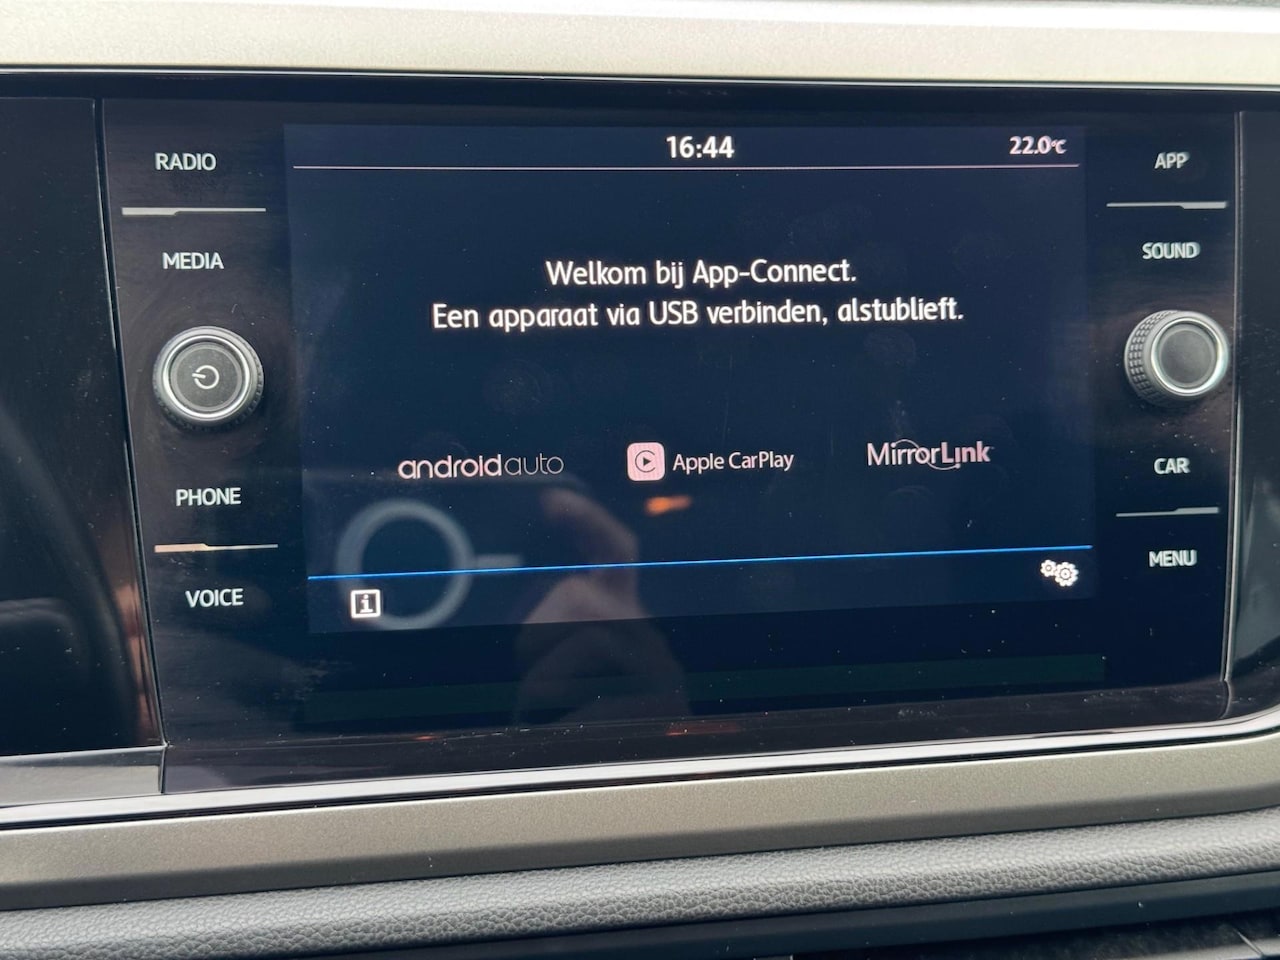 16:44
22.0°C
RADIO
MEDIA
PHONE
VOICE
Welkom bij App-Connect.
Een apparaat via USB verbinden, alstublieft.
androidauto
Apple CarPlay
MirrorLink
i
APP
SOUND
CAR
MENU